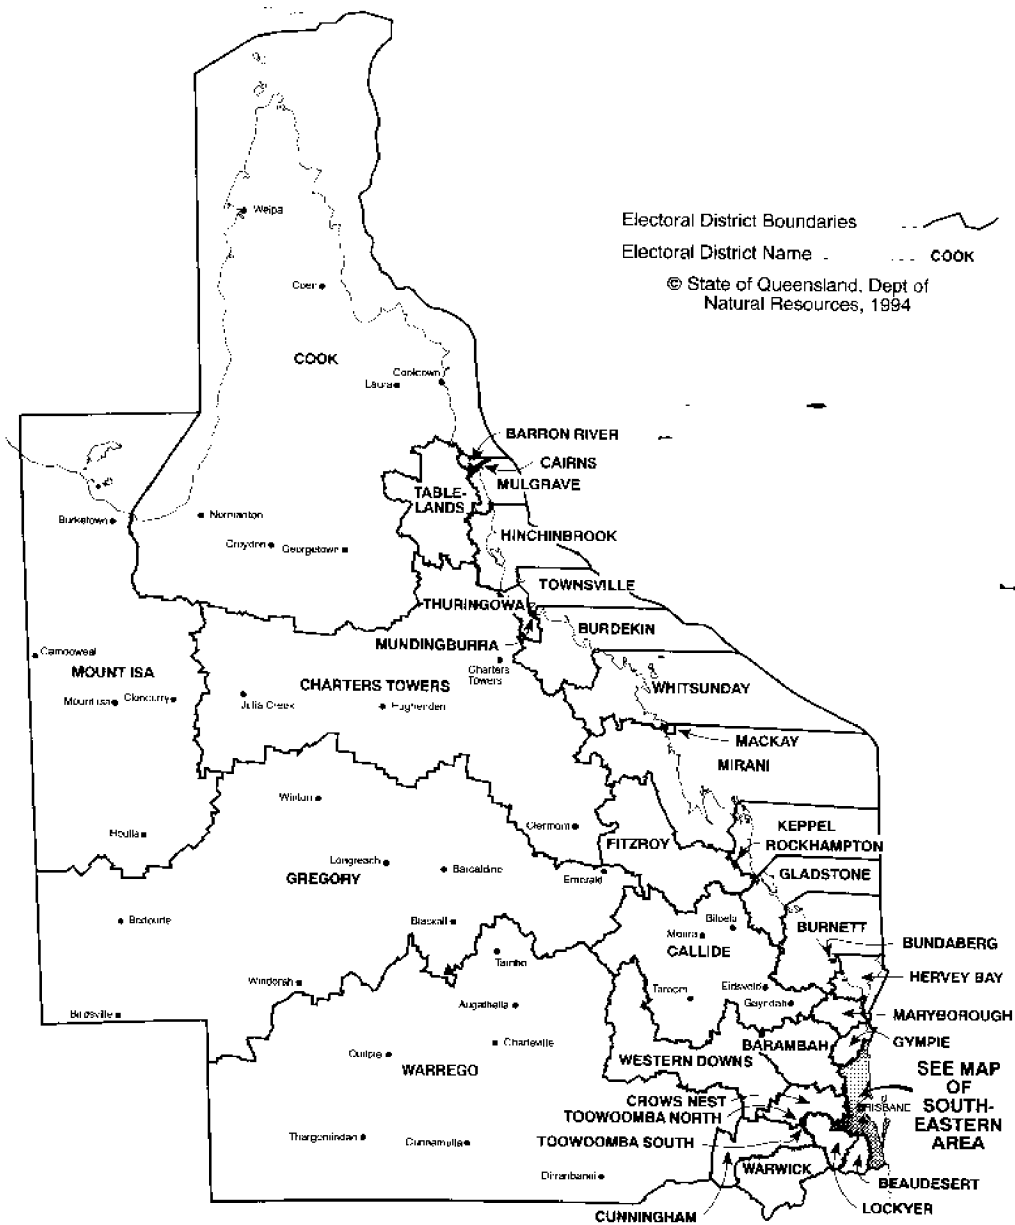 Electoral District Boundaries
Electoral District Name COOK
© State of Queensland, Dept of
Natural Resources, 1994
Weipa
Coen
COOK
Cooktown
Laura
BARRON RIVER
CAIRNS
MULGRAVE
TABLE-
LANDS
Burketown
Normanton
Croydon
Georgetown
HINCHINBROOK
TOWNSVILLE
THURINGOWA
BURDEKIN
MUNDINGBURRA
Camooweal
MOUNT ISA
Charters
Towers
CHARTERS TOWERS
WHITSUNDAY
Mount Isa
Cloncurry
Julia Creek
Hughenden
MACKAY
MIRANI
Winton
Clermont
KEPPEL
Boulia
FITZROY
ROCKHAMPTON
Longreach
Barcaldine
GREGORY
Emerald
GLADSTONE
Bedourie
Blackall
Biloela
Moura
BURNETT
CALLIDE
BUNDABERG
Tambo
HERVEY BAY
Windorah
Taroom
Eidsvold
Gayndah
Augathella
MARYBOROUGH
Birdsville
Charleville
BARAMBAH
GYMPIE
Quilpie
WARREGO
WESTERN DOWNS
SEE MAP
OF
SOUTH-
EASTERN
AREA
CROWS NEST
BRISBANE
TOOWOOMBA NORTH
Thargomindah
Cunnamulla
TOOWOOMBA SOUTH
Dirranbandi
WARWICK
BEAUDESERT
LOCKYER
CUNNINGHAM